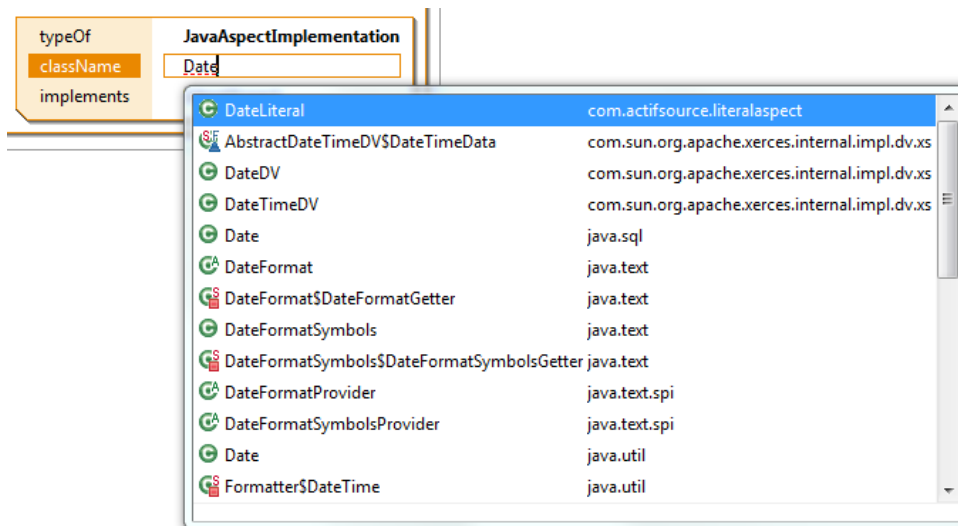 typeOf JavaAspectImplementation
className Date
implements
DateLiteral com.actifsource.literalaspect
AbstractDateTimeDV$DateTimeData com.sun.org.apache.xerces.internal.impl.dv.xs
DateDV com.sun.org.apache.xerces.internal.impl.dv.xs
DateTimeDV com.sun.org.apache.xerces.internal.impl.dv.xs
Date java.sql
DateFormat java.text
DateFormat$DateFormatGetter java.text
DateFormatSymbols java.text
DateFormatSymbols$DateFormatSymbolsGetter java.text
DateFormatProvider java.text.spi
DateFormatSymbolsProvider java.text.spi
Date java.util
Formatter$DateTime java.util